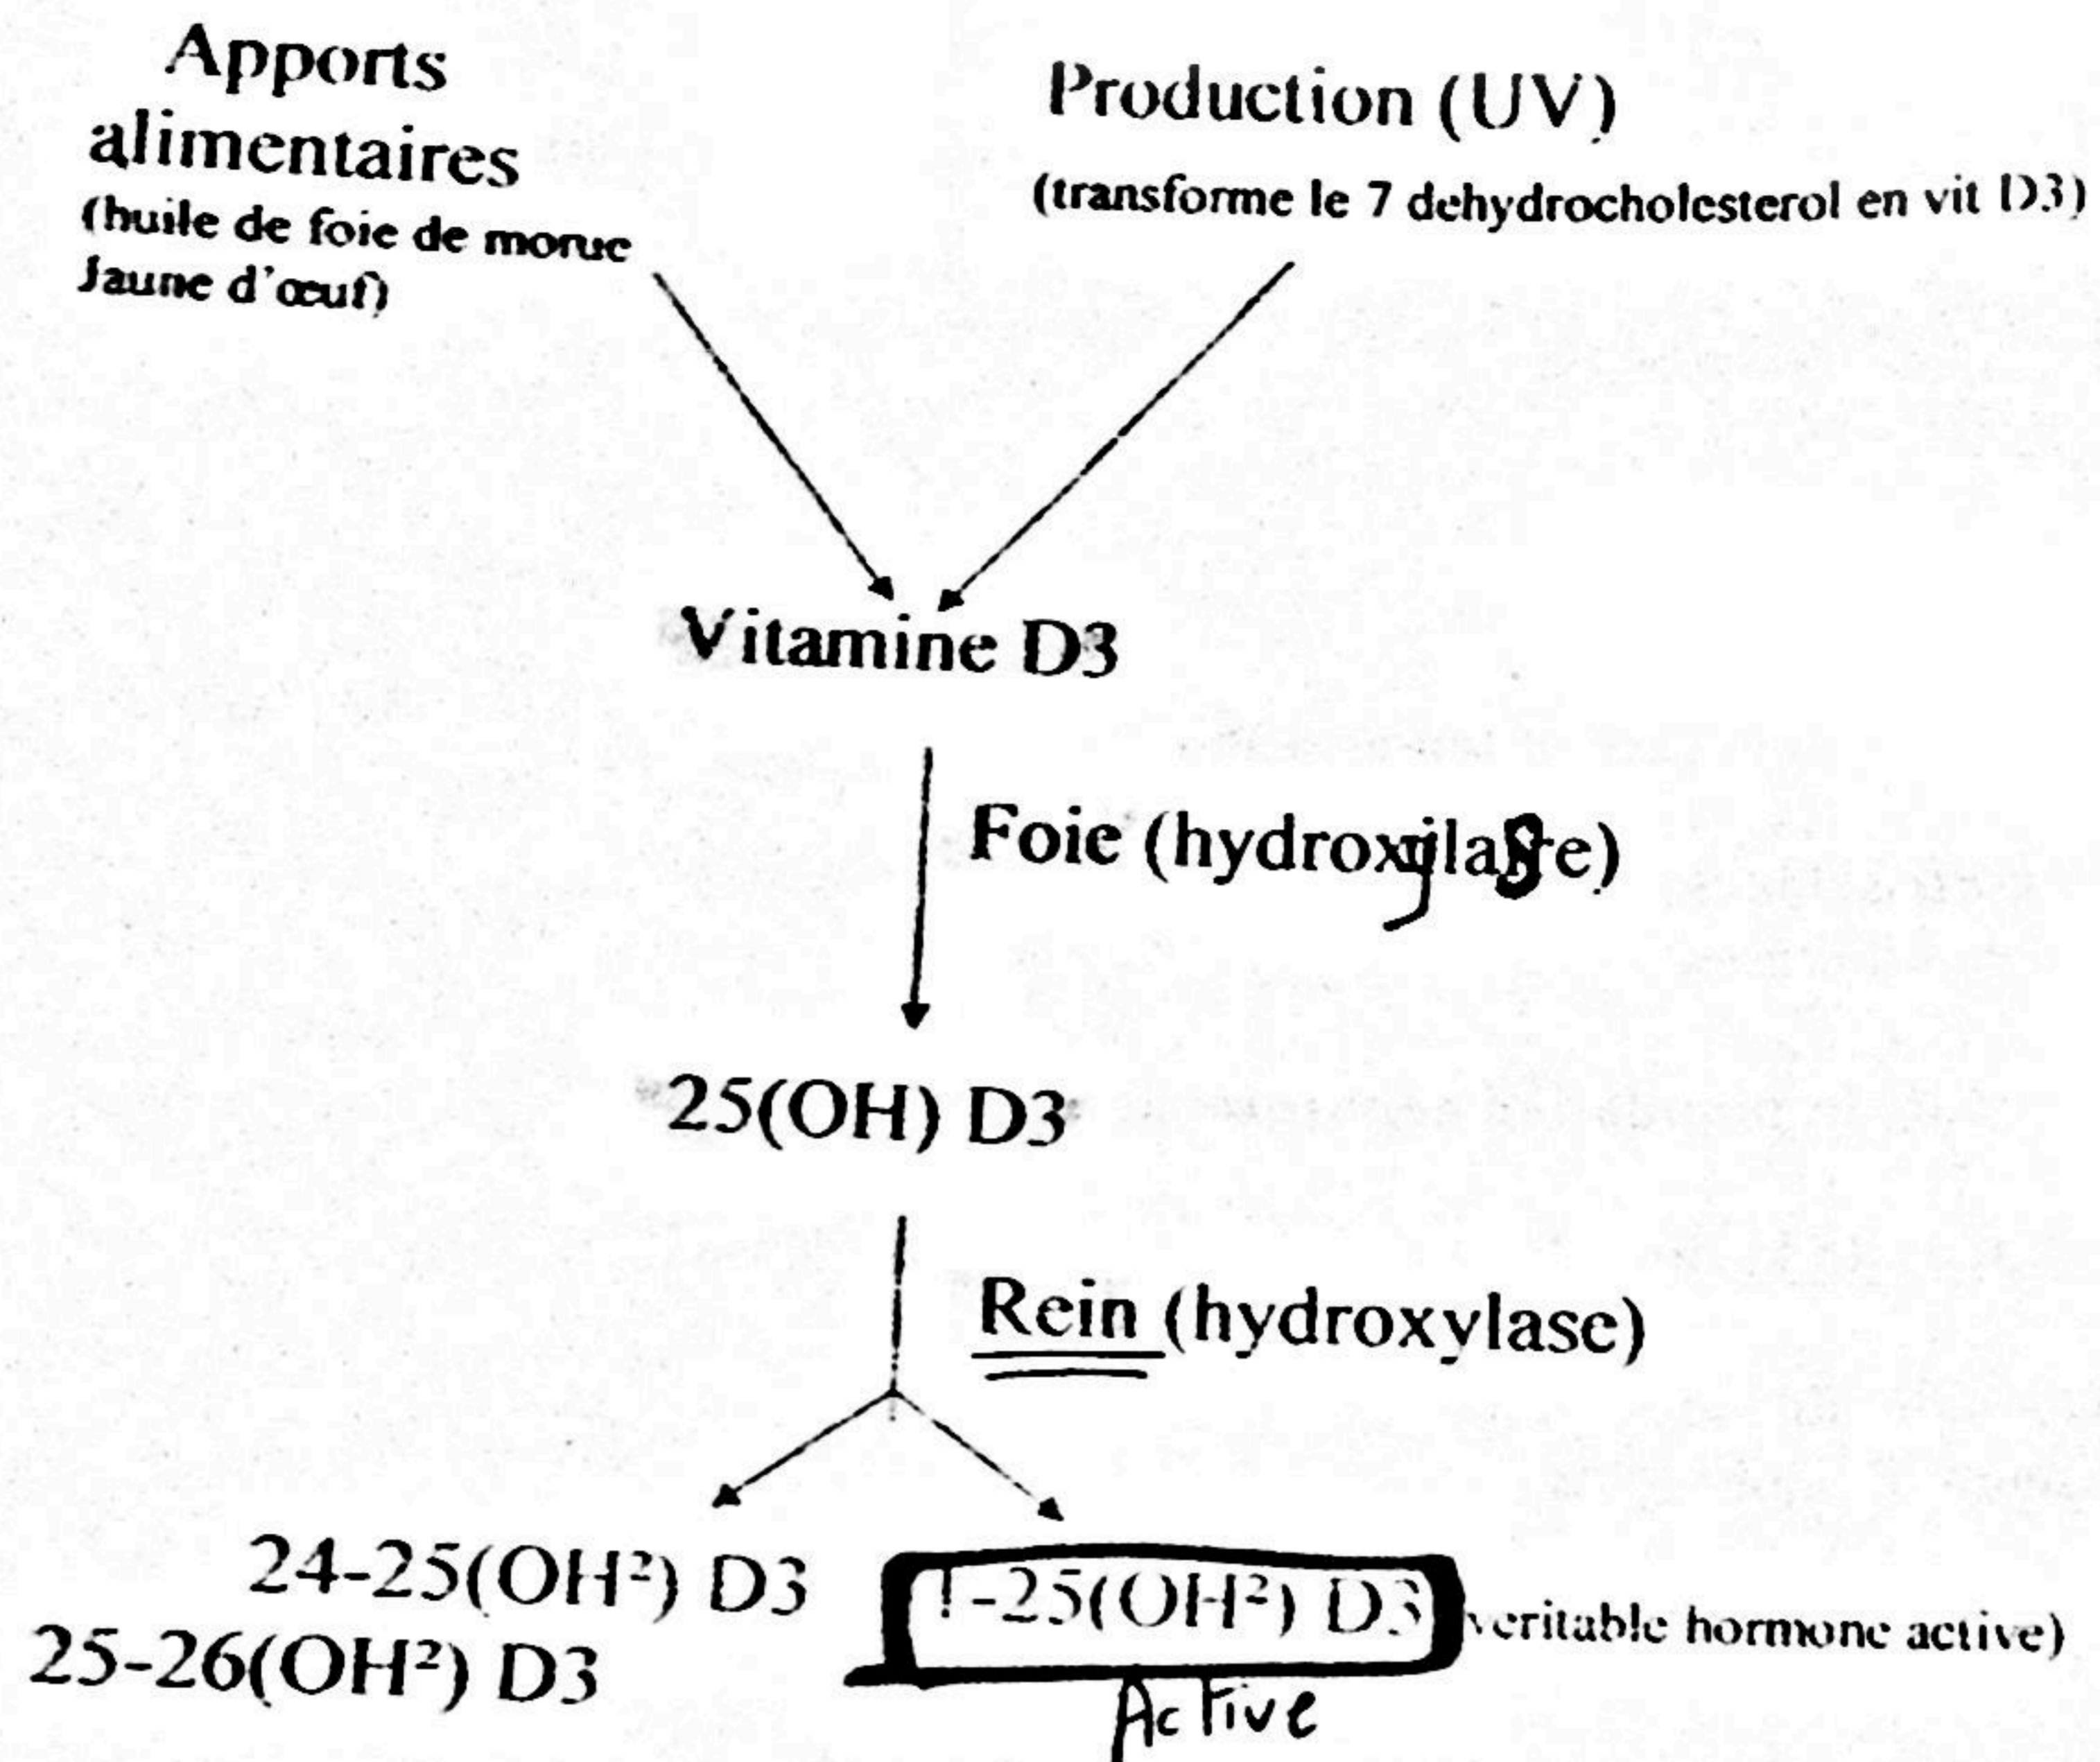 Apports
alimentaires
(huile de foie de morue
Jaune d'œuf)
Production (UV)
(transforme le 7 dehydrocholesterol en vit D3)
Vitamine D3
Foie (hydroxylase)
25(OH) D3
Rein (hydroxylase)
24-25(OH²) D3
25-26(OH²) D3
1-25(OH²) D3 veritable hormone active)
Active